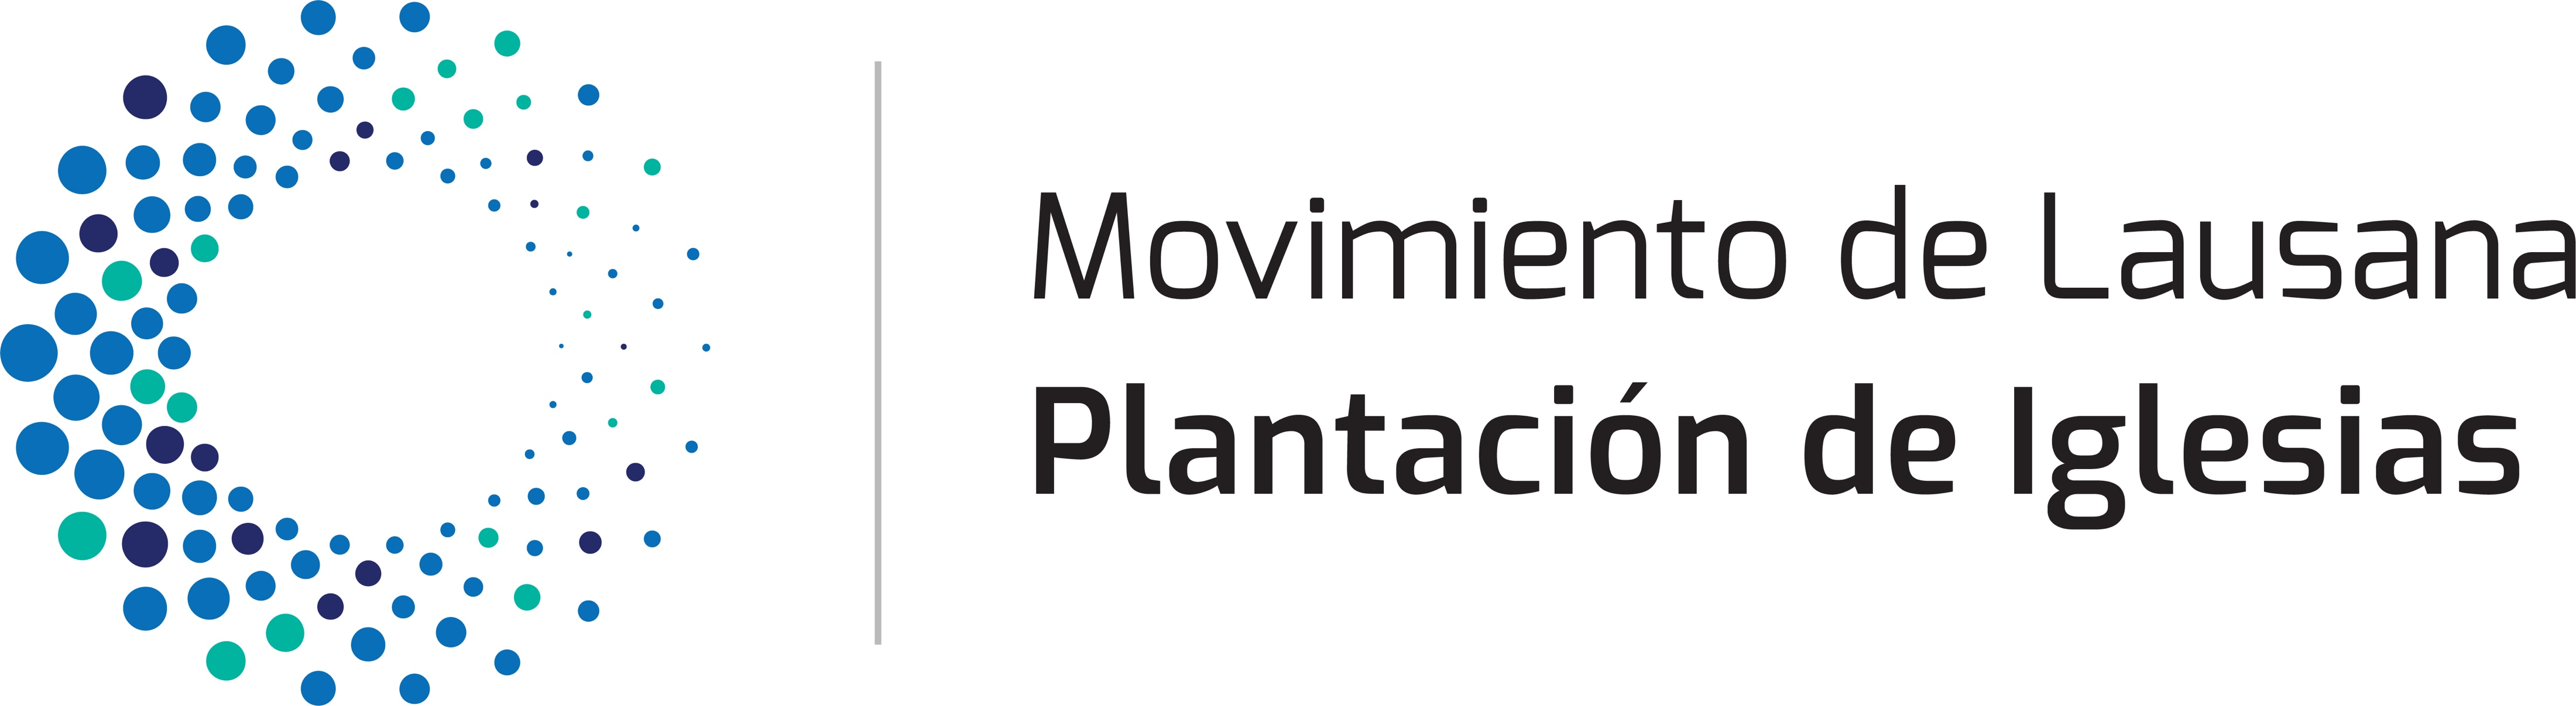 Movimiento de Lausana
Plantación de Iglesias